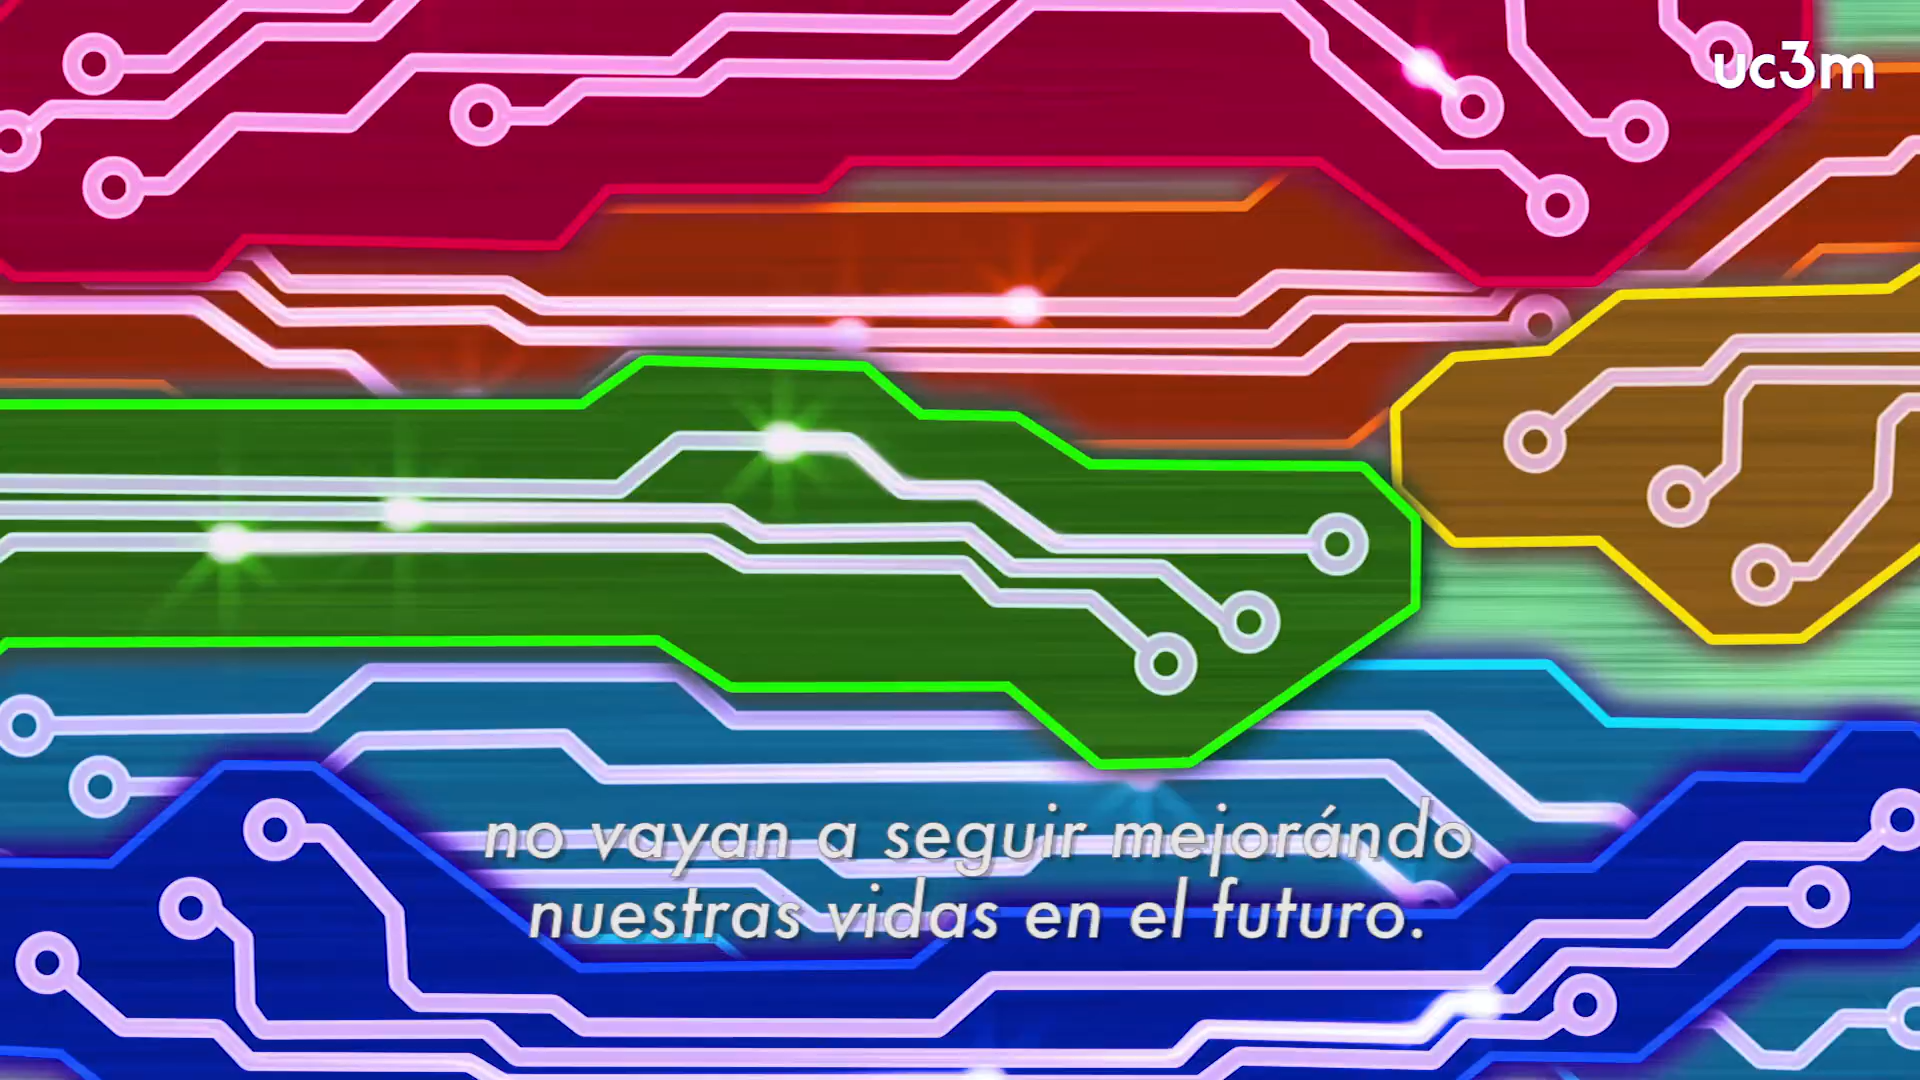 uc3m
no vayan a seguir mejorándo
nuestras vidas en el futuro.